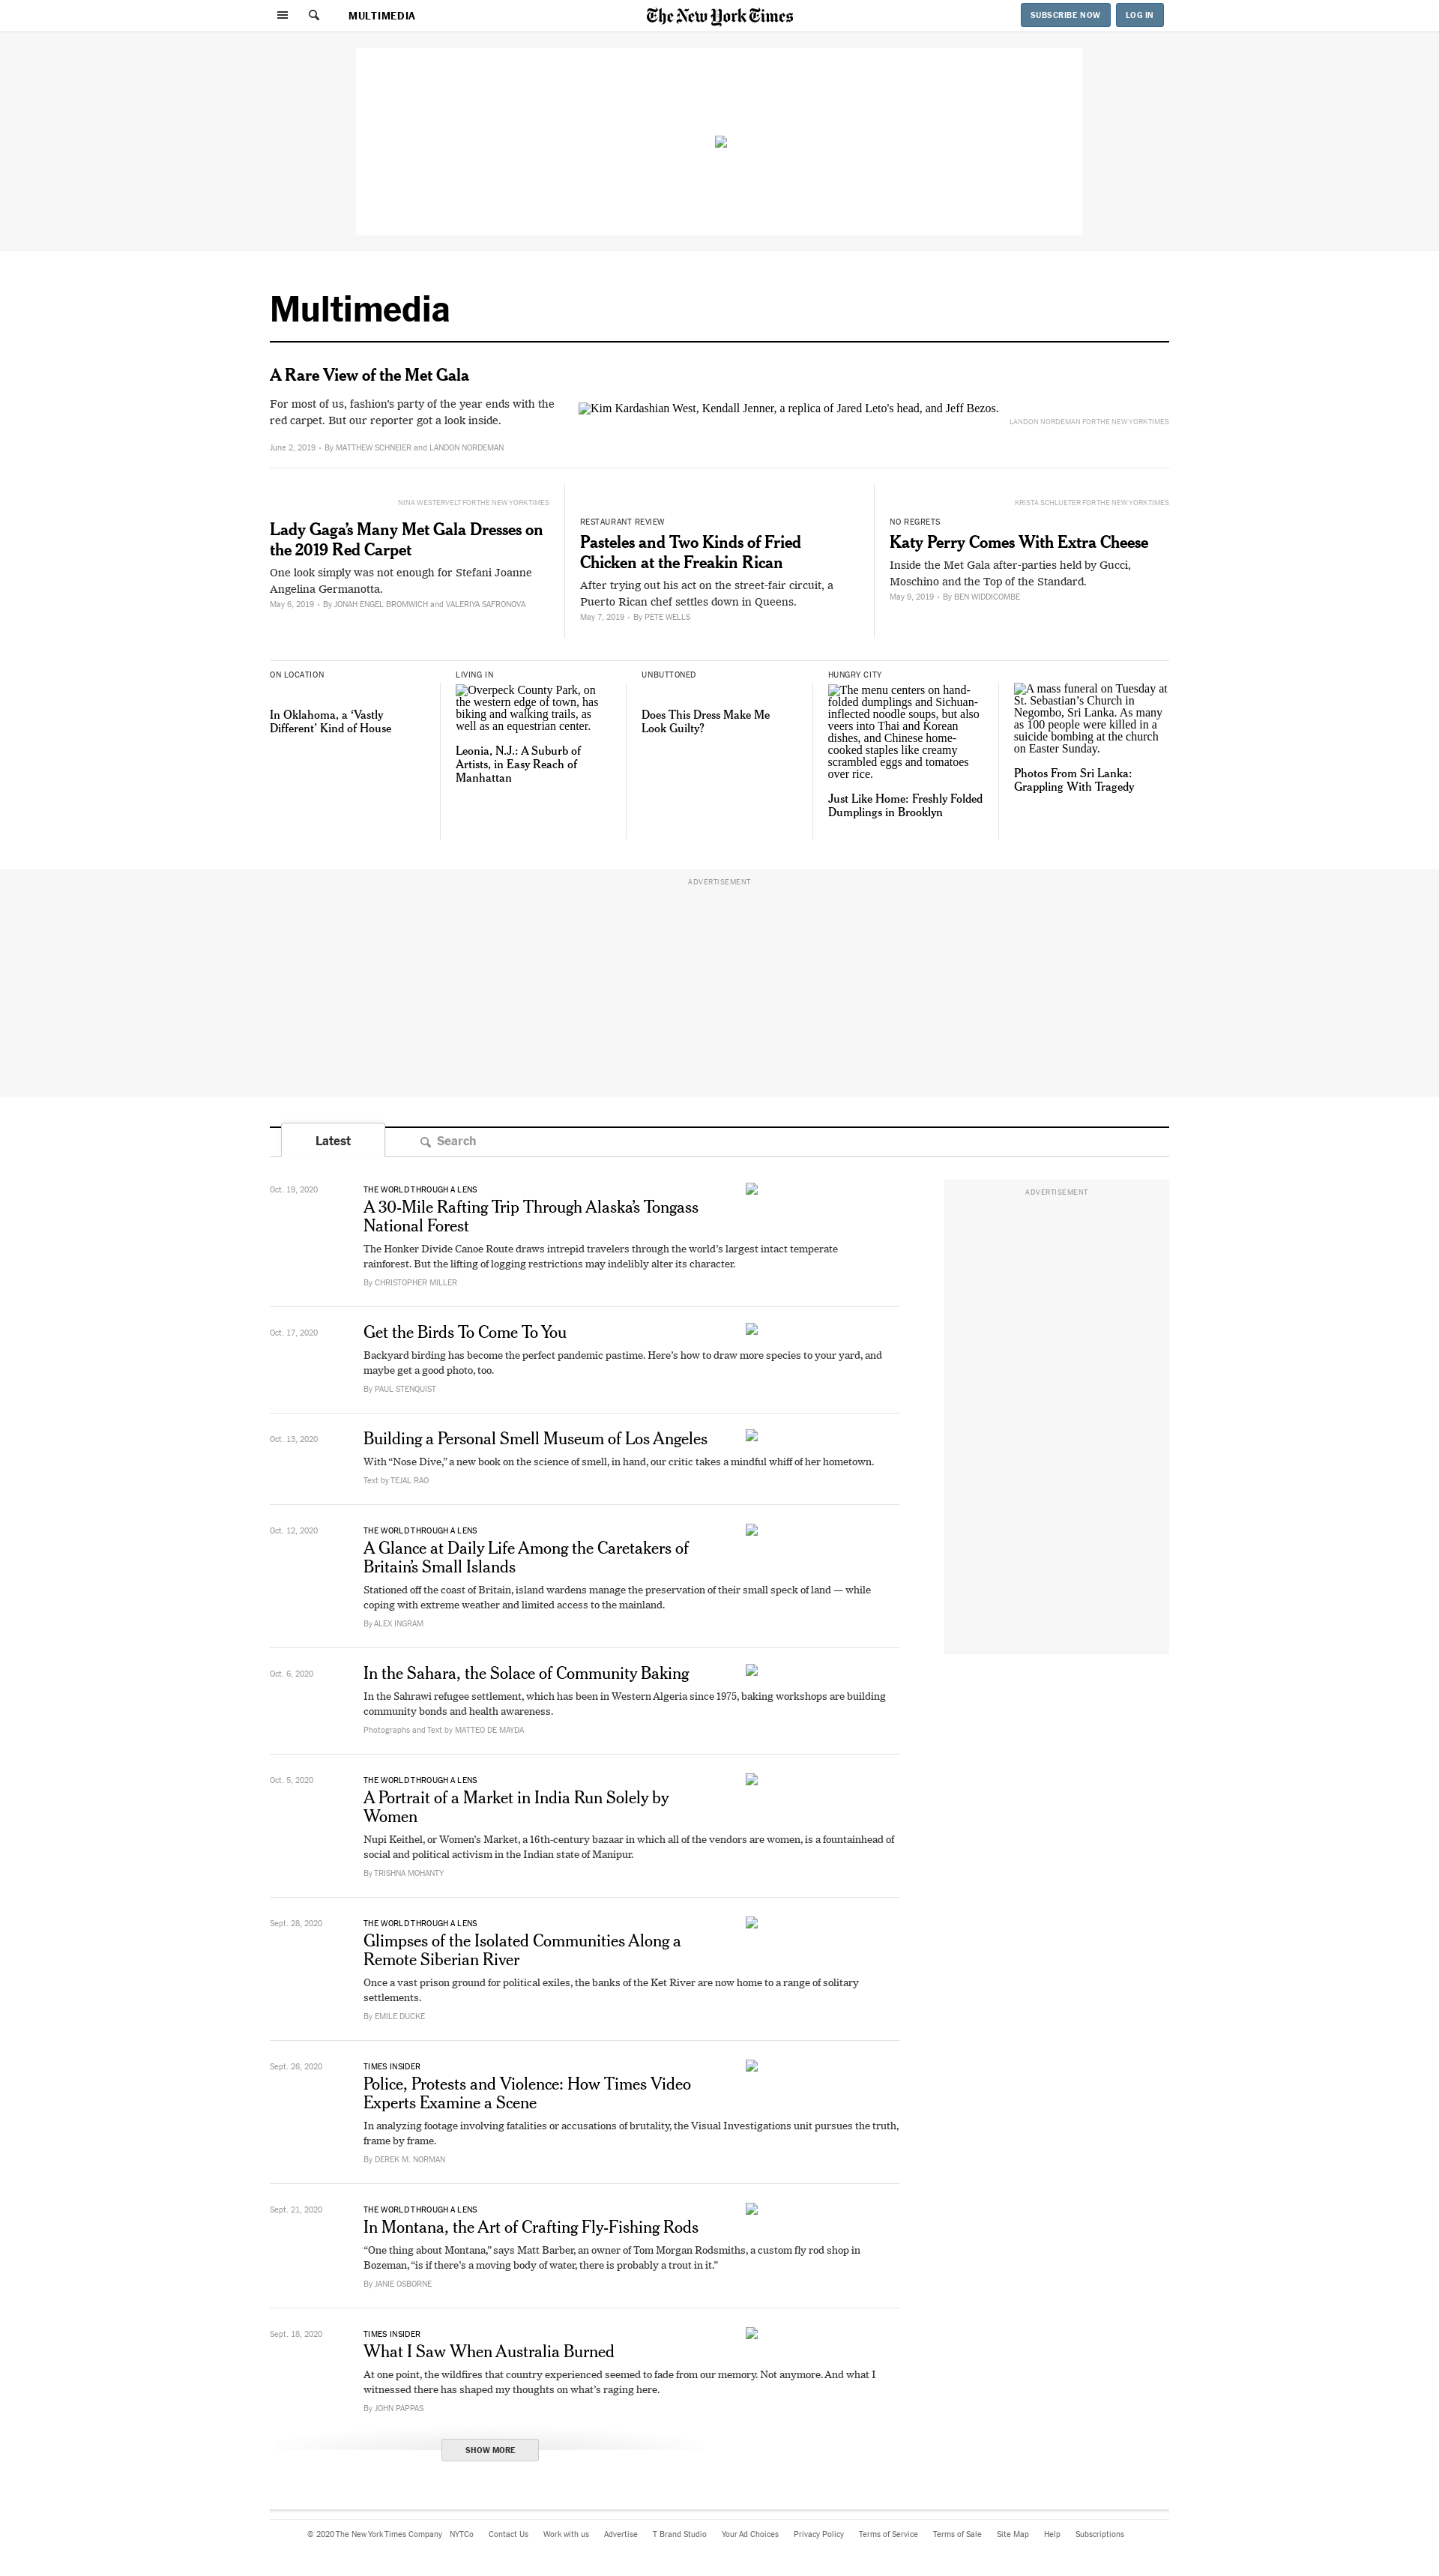 MULTIMEDIA
The New York Times
SUBSCRIBE NOW
LOG IN
Multimedia
A Rare View of the Met Gala
For most of us, fashion's party of the year ends with the
red carpet. But our reporter got a look inside.
June 2, 2019 • By MATTHEW SCHNEIER and LANDON NORDEMAN
Kim Kardashian West, Kendall Jenner, a replica of Jared Leto's head, and Jeff Bezos.
LANDON NORDEMAN FOR THE NEW YORK TIMES
NINA WESTERVELT FOR THE NEW YORK TIMES
Lady Gaga’s Many Met Gala Dresses on
the 2019 Red Carpet
One look simply was not enough for Stefani Joanne
Angelina Germanotta.
May 6, 2019 • By JONAH ENGEL BROMWICH and VALERIYA SAFRONOVA
RESTAURANT REVIEW
Pasteles and Two Kinds of Fried
Chicken at the Freakin Rican
After trying out his act on the street-fair circuit, a
Puerto Rican chef settles down in Queens.
May 7, 2019 • By PETE WELLS
KRISTA SCHLUETER FOR THE NEW YORK TIMES
NO REGRETS
Katy Perry Comes With Extra Cheese
Inside the Met Gala after-parties held by Gucci,
Moschino and the Top of the Standard.
May 9, 2019 • By BEN WIDDICOMBE
ON LOCATION
In Oklahoma, a ‘Vastly
Different’ Kind of House
LIVING IN
Overpeck County Park, on
the western edge of town, has
biking and walking trails, as
well as an equestrian center.
Leonia, N.J.: A Suburb of
Artists, in Easy Reach of
Manhattan
UNBUTTONED
Does This Dress Make Me
Look Guilty?
HUNGRY CITY
The menu centers on hand-
folded dumplings and Sichuan-
inflected noodle soups, but also
veers into Thai and Korean
dishes, and Chinese home-
cooked staples like creamy
scrambled eggs and tomatoes
over rice.
Just Like Home: Freshly Folded
Dumplings in Brooklyn
A mass funeral on Tuesday at
St. Sebastian’s Church in
Negombo, Sri Lanka. As many
as 100 people were killed in a
suicide bombing at the church
on Easter Sunday.
Photos From Sri Lanka:
Grappling With Tragedy
ADVERTISEMENT
Latest
Search
ADVERTISEMENT
Oct. 19, 2020
THE WORLD THROUGH A LENS
A 30-Mile Rafting Trip Through Alaska’s Tongass
National Forest
The Honker Divide Canoe Route draws intrepid travelers through the world’s largest intact temperate
rainforest. But the lifting of logging restrictions may indelibly alter its character.
By CHRISTOPHER MILLER
Oct. 17, 2020
Get the Birds To Come To You
Backyard birding has become the perfect pandemic pastime. Here’s how to draw more species to your yard, and
maybe get a good photo, too.
By PAUL STENQUIST
Oct. 13, 2020
Building a Personal Smell Museum of Los Angeles
With “Nose Dive,” a new book on the science of smell, in hand, our critic takes a mindful whiff of her hometown.
Text by TEJAL RAO
Oct. 12, 2020
THE WORLD THROUGH A LENS
A Glance at Daily Life Among the Caretakers of
Britain’s Small Islands
Stationed off the coast of Britain, island wardens manage the preservation of their small speck of land — while
coping with extreme weather and limited access to the mainland.
By ALEX INGRAM
Oct. 6, 2020
In the Sahara, the Solace of Community Baking
In the Sahrawi refugee settlement, which has been in Western Algeria since 1975, baking workshops are building
community bonds and health awareness.
Photographs and Text by MATTEO DE MAYDA
Oct. 5, 2020
THE WORLD THROUGH A LENS
A Portrait of a Market in India Run Solely by
Women
Nupi Keithel, or Women’s Market, a 16th-century bazaar in which all of the vendors are women, is a fountainhead of
social and political activism in the Indian state of Manipur.
By TRISHNA MOHANTY
Sept. 28, 2020
THE WORLD THROUGH A LENS
Glimpses of the Isolated Communities Along a
Remote Siberian River
Once a vast prison ground for political exiles, the banks of the Ket River are now home to a range of solitary
settlements.
By EMILE DUCKE
Sept. 26, 2020
TIMES INSIDER
Police, Protests and Violence: How Times Video
Experts Examine a Scene
In analyzing footage involving fatalities or accusations of brutality, the Visual Investigations unit pursues the truth,
frame by frame.
By DEREK M. NORMAN
Sept. 21, 2020
THE WORLD THROUGH A LENS
In Montana, the Art of Crafting Fly-Fishing Rods
“One thing about Montana,” says Matt Barber, an owner of Tom Morgan Rodsmiths, a custom fly rod shop in
Bozeman, “is if there’s a moving body of water, there is probably a trout in it.”
By JANIE OSBORNE
Sept. 18, 2020
TIMES INSIDER
What I Saw When Australia Burned
At one point, the wildfires that country experienced seemed to fade from our memory. Not anymore. And what I
witnessed there has shaped my thoughts on what’s raging here.
By JOHN PAPPAS
SHOW MORE
© 2020 The New York Times Company NYTCo Contact Us Work with us Advertise T Brand Studio Your Ad Choices Privacy Policy Terms of Service Terms of Sale Site Map Help Subscriptions